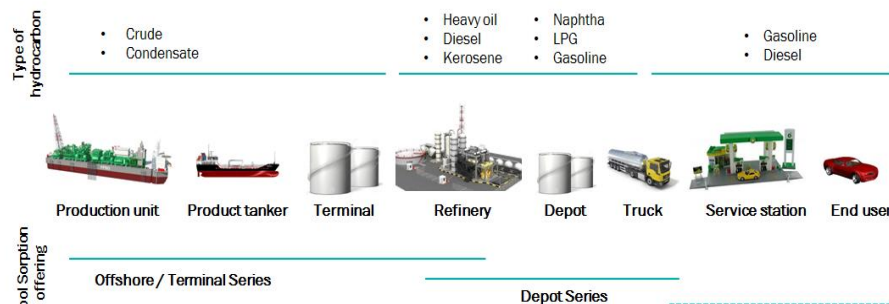 Type of
hydrocarbon
• Crude
• Condensate
• Heavy oil
• Diesel
• Kerosene
• Naphtha
• LPG
• Gasoline
• Gasoline
• Diesel
Production unit
Product tanker
Terminal
Refinery
Depot
Truck
Service station
End user
ool Sorption
offering
Offshore / Terminal Series
Depot Series